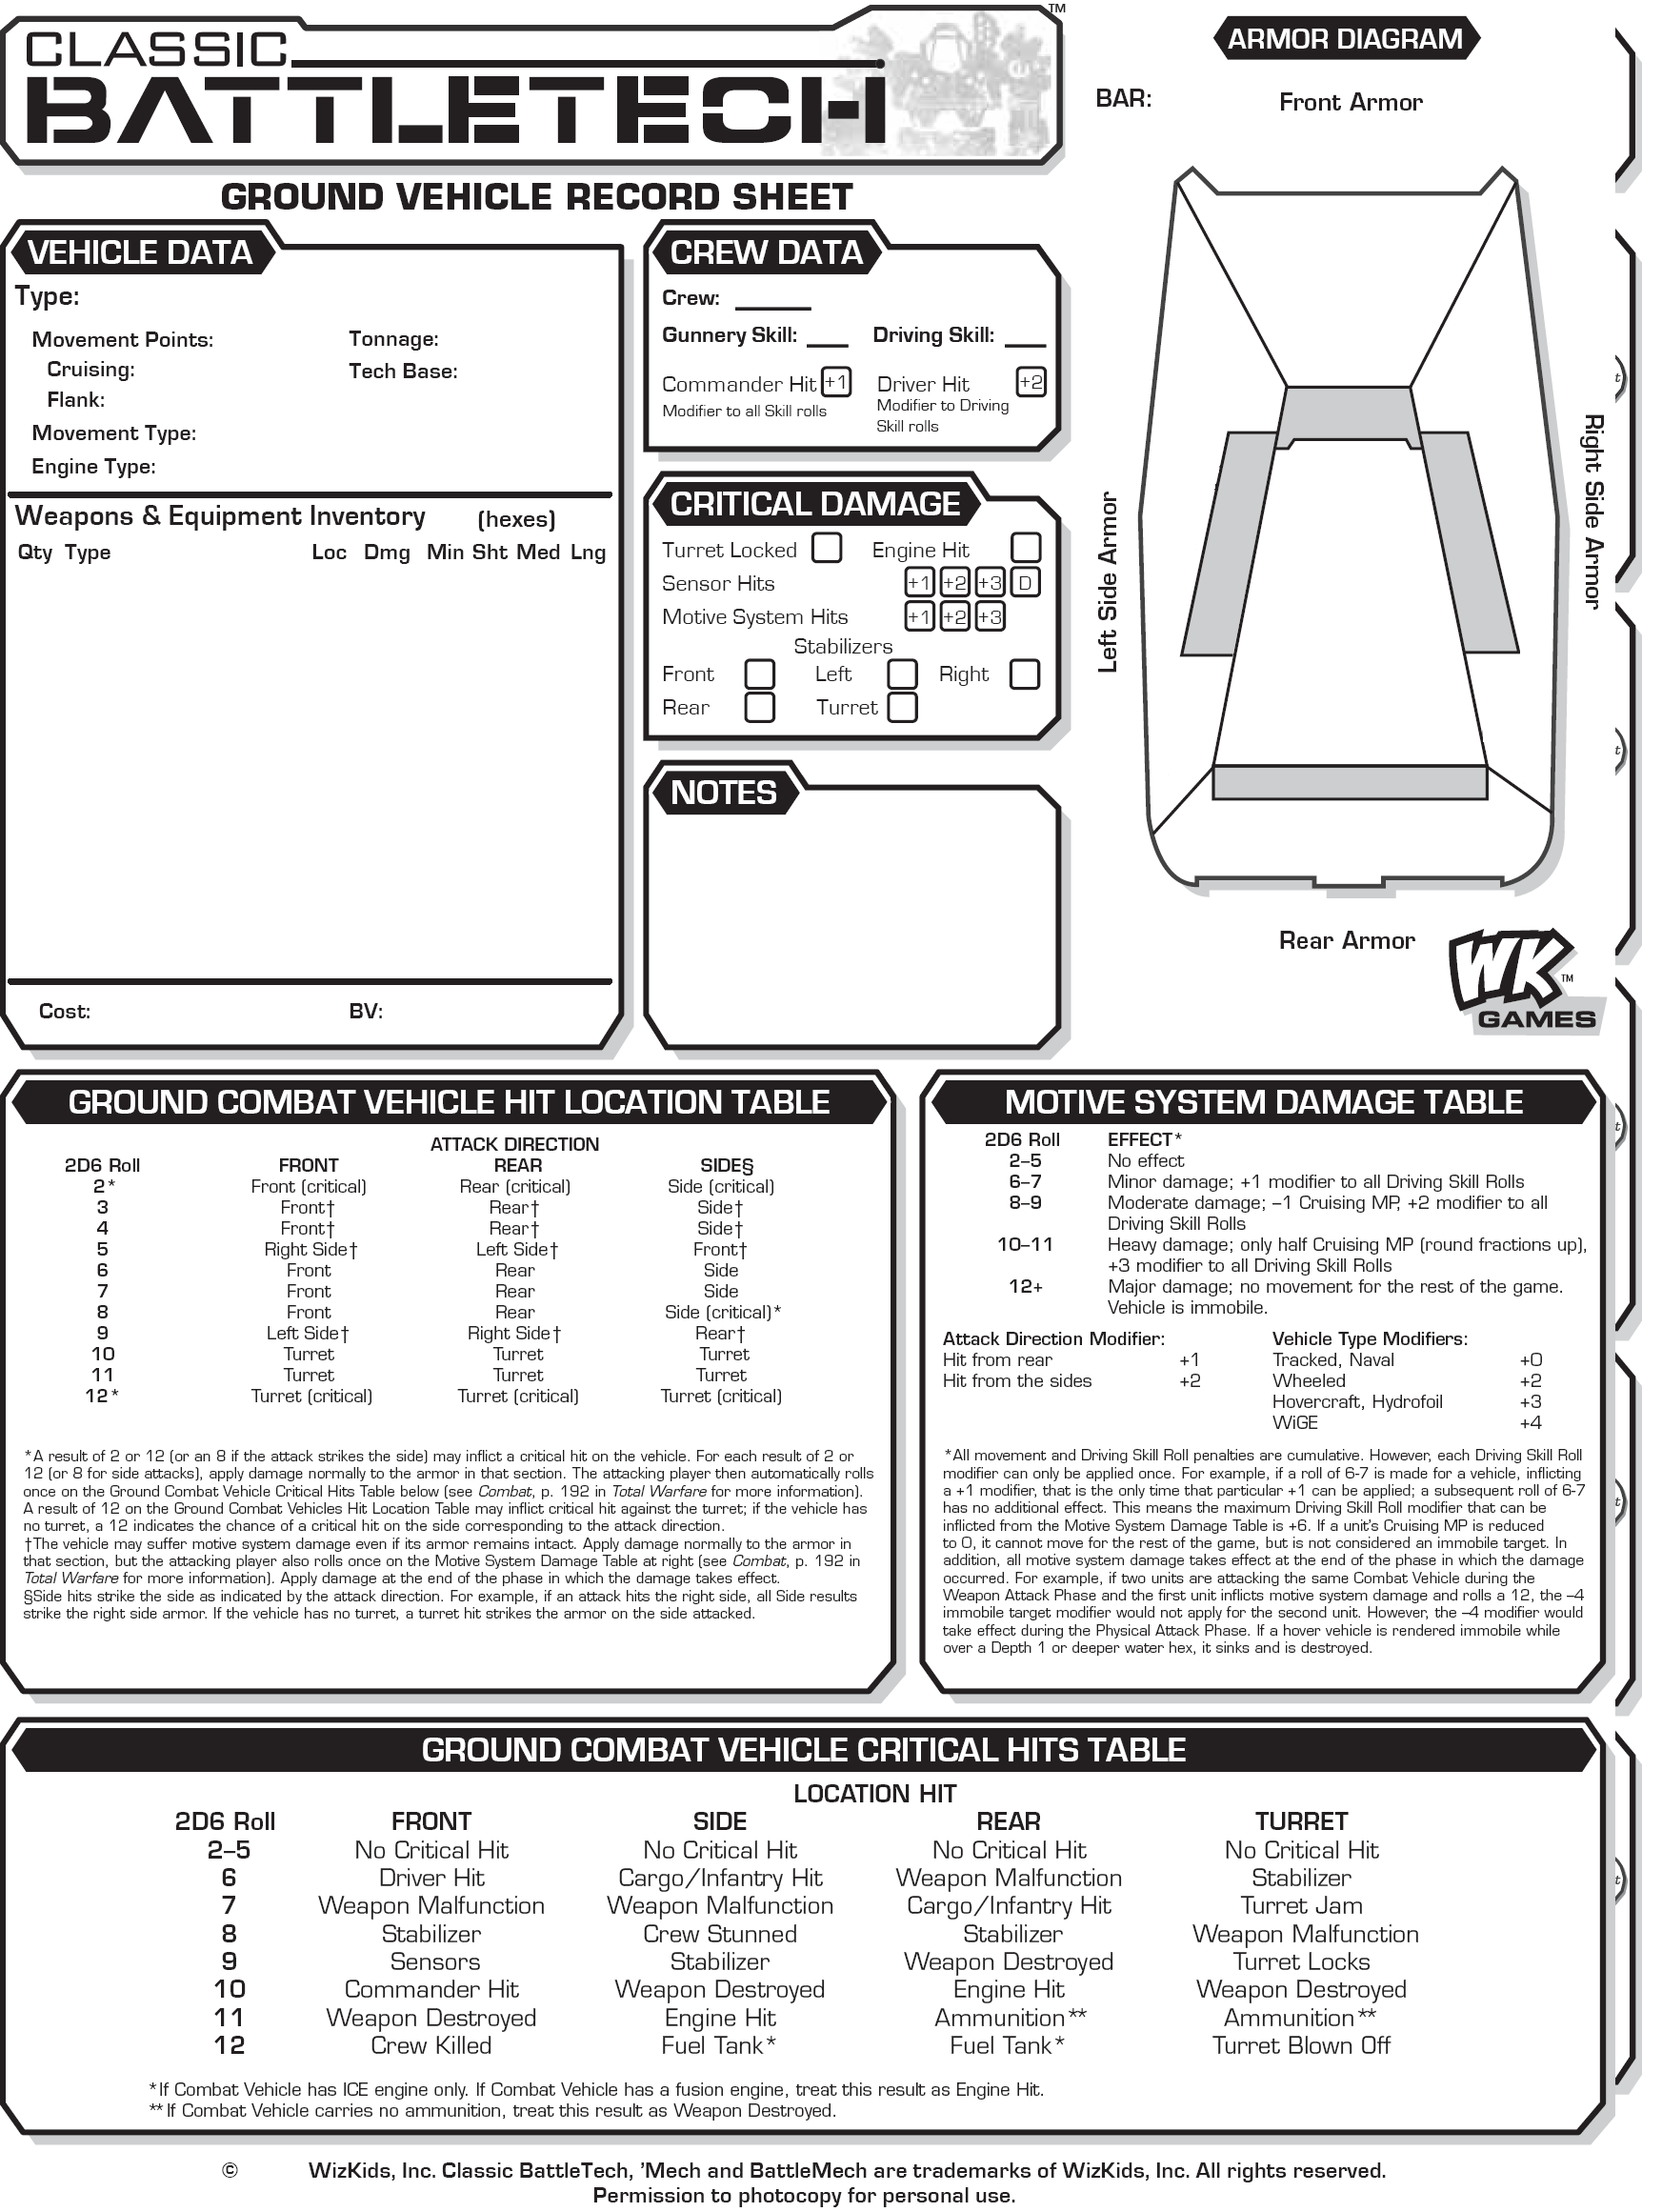 CLASSIC
BATTLETECH
TM
GROUND VEHICLE RECORD SHEET
VEHICLE DATA
Type:
Movement Points:
Tonnage:
Cruising:
Tech Base:
Flank:
Movement Type:
Engine Type:
Weapons & Equipment Inventory (hexes)
Qty Type Loc Dmg Min Sht Med Lng
Cost:
BV:
CREW DATA
Crew:
Gunnery Skill: Driving Skill:
Commander Hit +1 Driver Hit +2
Modifier to all Skill rolls
Modifier to Driving
Skill rolls
CRITICAL DAMAGE
Turret Locked Engine Hit
Sensor Hits +1 +2 +3 D
Motive System Hits +1 +2 +3
Stabilizers
Front Left Right
Rear Turret
NOTES
ARMOR DIAGRAM
BAR:
Front Armor
Left Side Armor
Right Side Armor
Rear Armor
WK
TM
GAMES
GROUND COMBAT VEHICLE HIT LOCATION TABLE
ATTACK DIRECTION
2D6 Roll FRONT REAR SIDE§
2* Front (critical) Rear (critical) Side (critical)
3 Front† Rear† Side†
4 Front† Rear† Side†
5 Right Side† Left Side† Front†
6 Front Rear Side
7 Front Rear Side
8 Front Rear Side (critical)*
9 Left Side† Right Side† Rear†
10 Turret Turret Turret
11 Turret Turret Turret
12* Turret (critical) Turret (critical) Turret (critical)
*A result of 2 or 12 (or an 8 if the attack strikes the side) may inflict a critical hit on the vehicle. For each result of 2 or
12 (or 8 for side attacks), apply damage normally to the armor in that section. The attacking player then automatically rolls
once on the Ground Combat Vehicle Critical Hits Table below (see Combat, p. 192 in Total Warfare for more information).
A result of 12 on the Ground Combat Vehicles Hit Location Table may inflict critical hit against the turret; if the vehicle has
no turret, a 12 indicates the chance of a critical hit on the side corresponding to the attack direction.
†The vehicle may suffer motive system damage even if its armor remains intact. Apply damage normally to the armor in
that section, but the attacking player also rolls once on the Motive System Damage Table at right (see Combat, p. 192 in
Total Warfare for more information). Apply damage at the end of the phase in which the damage takes effect.
§Side hits strike the side as indicated by the attack direction. For example, if an attack hits the right side, all Side results
strike the right side armor. If the vehicle has no turret, a turret hit strikes the armor on the side attacked.
MOTIVE SYSTEM DAMAGE TABLE
2D6 Roll EFFECT*
2–5 No effect
6–7 Minor damage; +1 modifier to all Driving Skill Rolls
8–9 Moderate damage; –1 Cruising MP, +2 modifier to all
Driving Skill Rolls
10–11 Heavy damage; only half Cruising MP (round fractions up),
+3 modifier to all Driving Skill Rolls
12+ Major damage; no movement for the rest of the game.
Vehicle is immobile.
Attack Direction Modifier: Vehicle Type Modifiers:
Hit from rear +1 Tracked, Naval +0
Hit from the sides +2 Wheeled +2
Hovercraft, Hydrofoil +3
WiGE +4
*All movement and Driving Skill Roll penalties are cumulative. However, each Driving Skill Roll
modifier can only be applied once. For example, if a roll of 6-7 is made for a vehicle, inflicting
a +1 modifier, that is the only time that particular +1 can be applied; a subsequent roll of 6-7
has no additional effect. This means the maximum Driving Skill Roll modifier that can be
inflicted from the Motive System Damage Table is +6. If a unit's Cruising MP is reduced
to 0, it cannot move for the rest of the game, but is not considered an immobile target. In
addition, all motive system damage takes effect at the end of the phase in which the damage
occurred. For example, if two units are attacking the same Combat Vehicle during the
Weapon Attack Phase and the first unit inflicts motive system damage and rolls a 12, the –4
immobile target modifier would not apply for the second unit. However, the –4 modifier would
take effect during the Physical Attack Phase. If a hover vehicle is rendered immobile while
over a Depth 1 or deeper water hex, it sinks and is destroyed.
GROUND COMBAT VEHICLE CRITICAL HITS TABLE
LOCATION HIT
2D6 Roll FRONT SIDE REAR TURRET
2–5 No Critical Hit No Critical Hit No Critical Hit No Critical Hit
6 Driver Hit Cargo/Infantry Hit Weapon Malfunction Stabilizer
7 Weapon Malfunction Weapon Malfunction Cargo/Infantry Hit Turret Jam
8 Stabilizer Crew Stunned Stabilizer Weapon Malfunction
9 Sensors Stabilizer Weapon Destroyed Turret Locks
10 Commander Hit Weapon Destroyed Engine Hit Weapon Destroyed
11 Weapon Destroyed Engine Hit Ammunition** Ammunition**
12 Crew Killed Fuel Tank* Fuel Tank* Turret Blown Off
*If Combat Vehicle has ICE engine only. If Combat Vehicle has a fusion engine, treat this result as Engine Hit.
**If Combat Vehicle carries no ammunition, treat this result as Weapon Destroyed.
© WizKids, Inc. Classic BattleTech, 'Mech and BattleMech are trademarks of WizKids, Inc. All rights reserved.
Permission to photocopy for personal use.